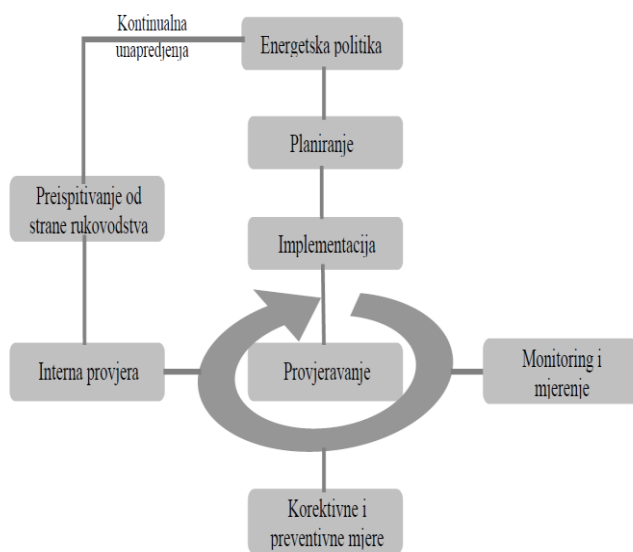 Kontinualna
unapredjenja
Energetska politika
Planiranje
Preispitivanje od
strane rukovodstva
Implementacija
Interna provjera
Provjeravanje
Monitoring i
mjerenje
Korektivne i
preventivne mjere